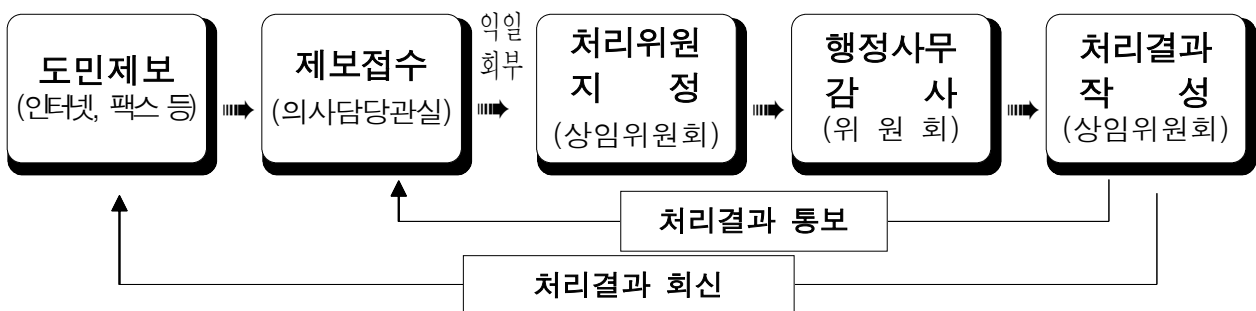 도민제보
(인터넷, 팩스 등)
제보접수
(의사담당관실)
익일
회부
처리위원
지 정
(상임위원회)
행정사무
감 사
(위 원 회)
처리결과
작 성
(상임위원회)
처리결과 통보
처리결과 회신